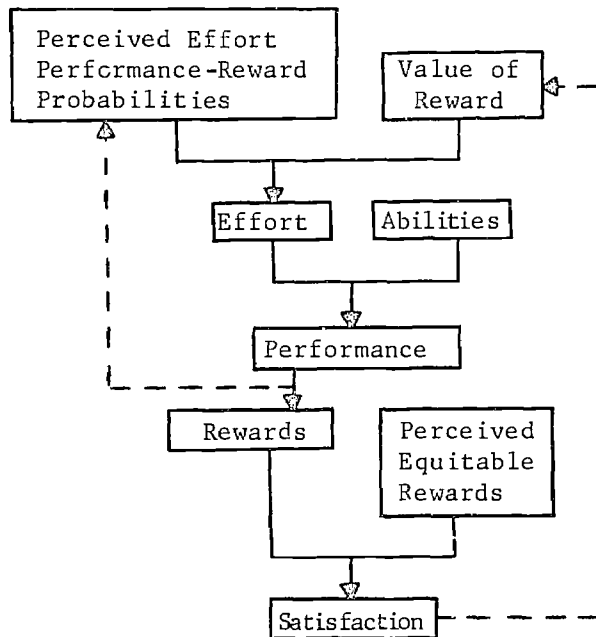 Perceived Effort
Performance-Reward
Probabilities
Value of
Reward
Effort
Abilities
Performance
Rewards
Perceived
Equitable
Rewards
Satisfaction